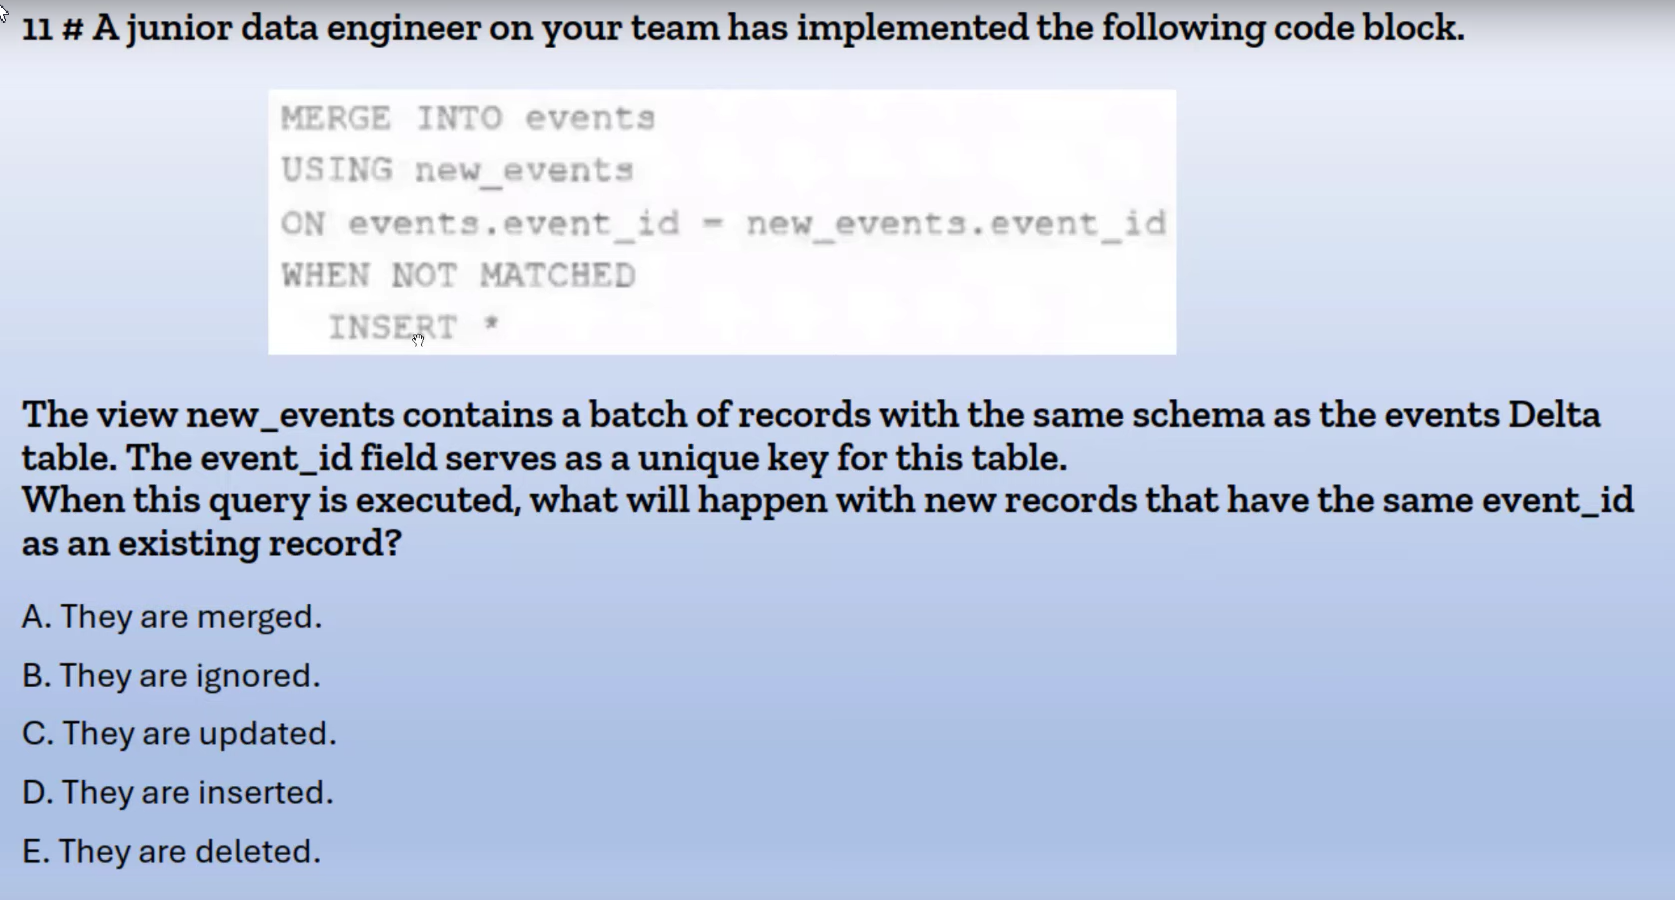 11 # A junior data engineer on your team has implemented the following code block.
MERGE INTO events
USING new_events
ON events.event_id = new_events.event_id
WHEN NOT MATCHED
INSERT *
The view new_events contains a batch of records with the same schema as the events Delta
table. The event_id field serves as a unique key for this table.
When this query is executed, what will happen with new records that have the same event_id
as an existing record?
A. They are merged.
B. They are ignored.
C. They are updated.
D. They are inserted.
E. They are deleted.